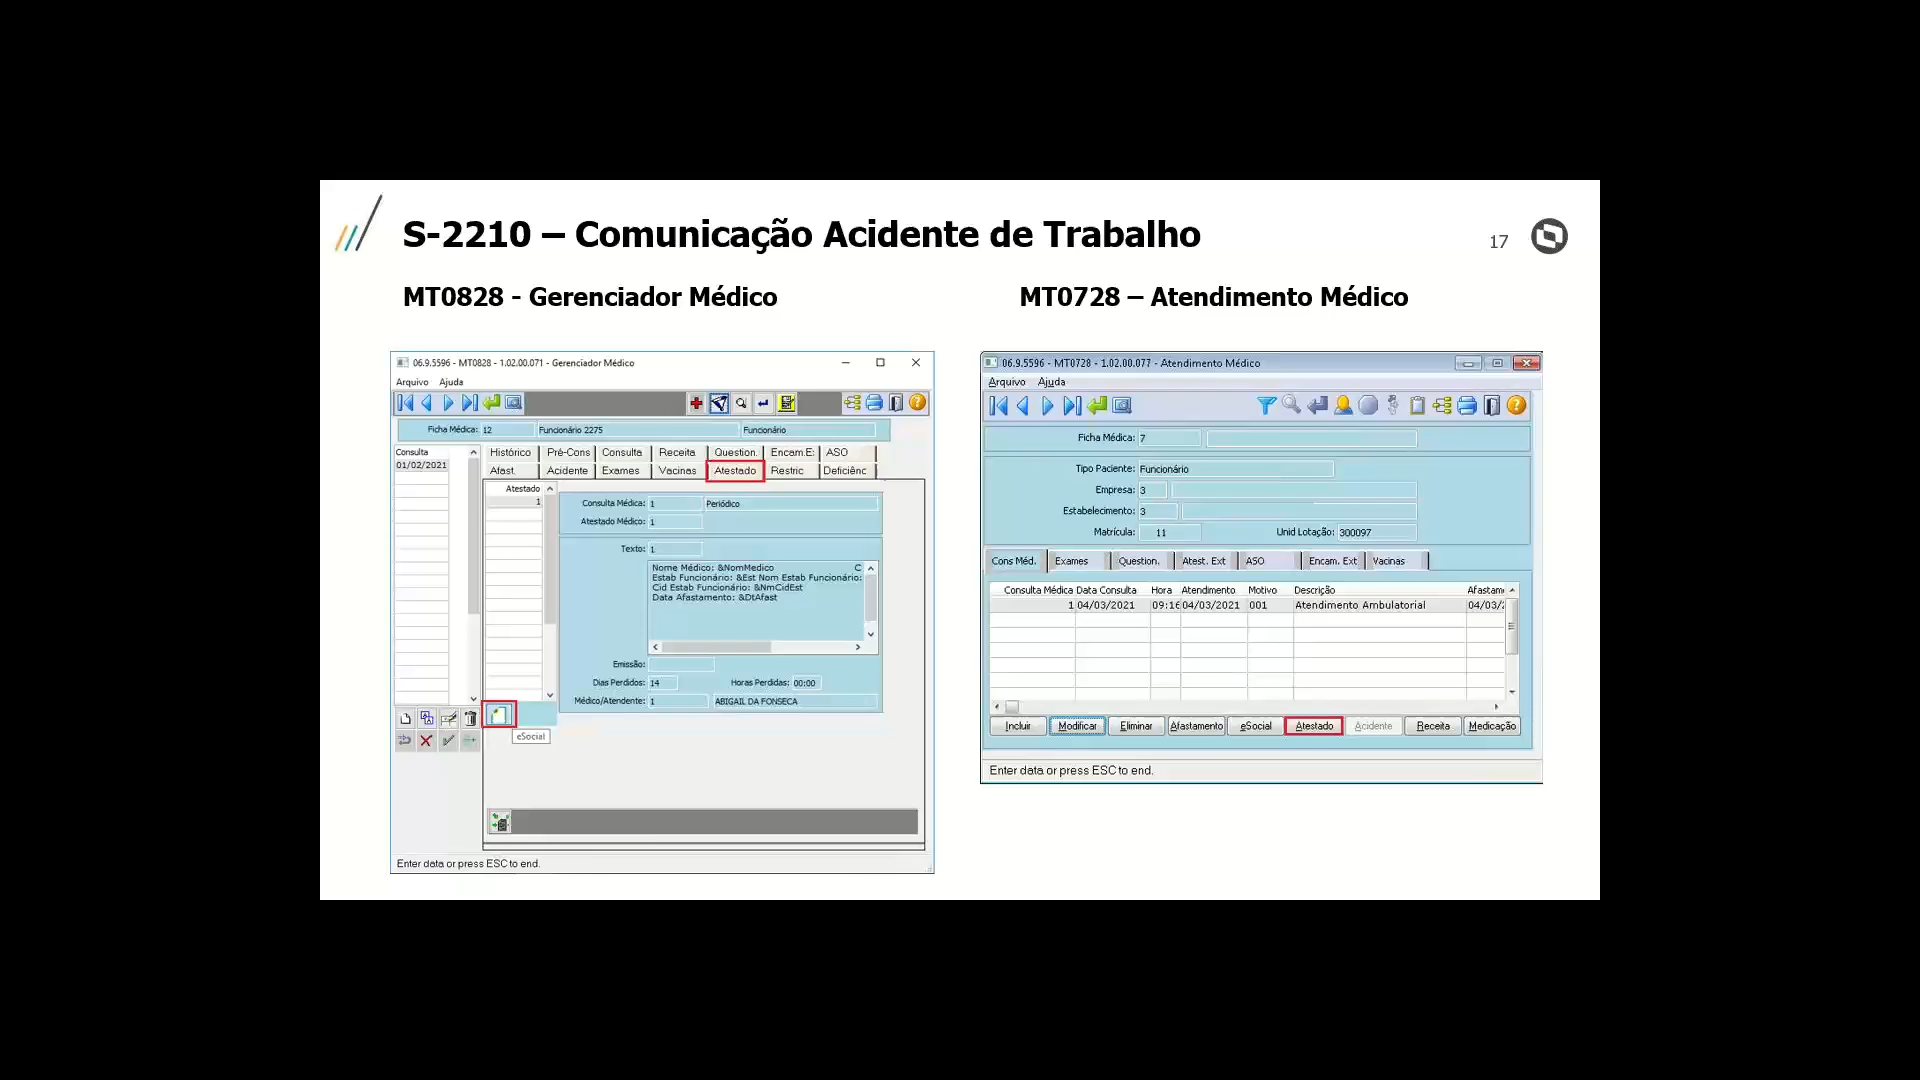 S-2210 – Comunicação Acidente de Trabalho
17
MT0828 - Gerenciador Médico
MT0728 – Atendimento Médico
06.9.5596 - MT0828 - 1.02.00.071 - Gerenciador Médico
Arquivo Ajuda
Ficha Médica: 12 Funcionário 2275 Funcionário
Consulta
01/02/2021
Histórico Pré-Cons Consulta Receita Question. Encam.E: ASO
Afast. Acidente Exames Vacinas Atestado Restric Deficiênc
Atestado
1
Consulta Médica: 1 Periódico
Atestado Médico: 1
Texto: 1
Nome Médico: &NomMedico C
Estab Funcionário: &Est Nom Estab Funcionário:
Cid Estab Funcionário: &NmCidEst
Data Afastamento: &DtAfast
Emissão:
Dias Perdidos: 14 Horas Perdidas: 00:00
Médico/Atendente: 1 ABIGAIL DA FONSECA
eSocial
Enter data or press ESC to end.
06.9.5596 - MT0728 - 1.02.00.077 - Atendimento Médico
Arquivo Ajuda
Ficha Médica: 7
Tipo Paciente: Funcionário
Empresa: 3
Estabelecimento: 3
Matrícula: 11 Unid Lotação: 300097
Cons Méd. Exames Question. Atest. Ext ASO Encam. Ext Vacinas
Consulta Médica Data Consulta Hora Atendimento Motivo Descrição Afastam
1 04/03/2021 09:16 04/03/2021 001 Atendimento Ambulatorial 04/03/2
Incluir Modificar Eliminar Afastamento eSocial Atestado Acidente Receita Medicação
Enter data or press ESC to end.